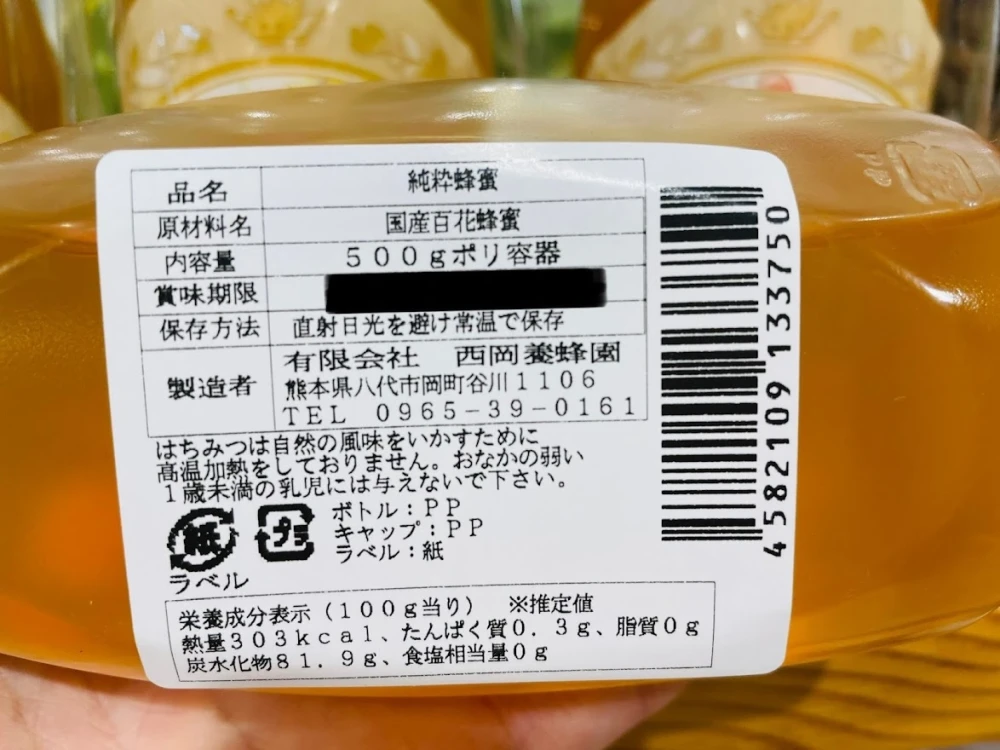 品名 純粋蜂蜜
原材料名 国産百花蜂蜜
内容量 500gポリ容器
賞味期限
保存方法 直射日光を避け常温で保存
製造者 有限会社 西岡養蜂園
熊本県八代市岡町谷川1106
TEL 0965-39-0161
はちみつは自然の風味をいかすために
高温加熱をしておりません。おなかの弱い
1歳未満の乳児には与えないで下さい。
紙 プラ
ラベル
ボトル:PP
キャップ:PP
ラベル:紙
栄養成分表示(100g当り) ※推定値
熱量303kcal、たんぱく質0.3g、脂質0g
炭水化物81.9g、食塩相当量0g
4582109133750